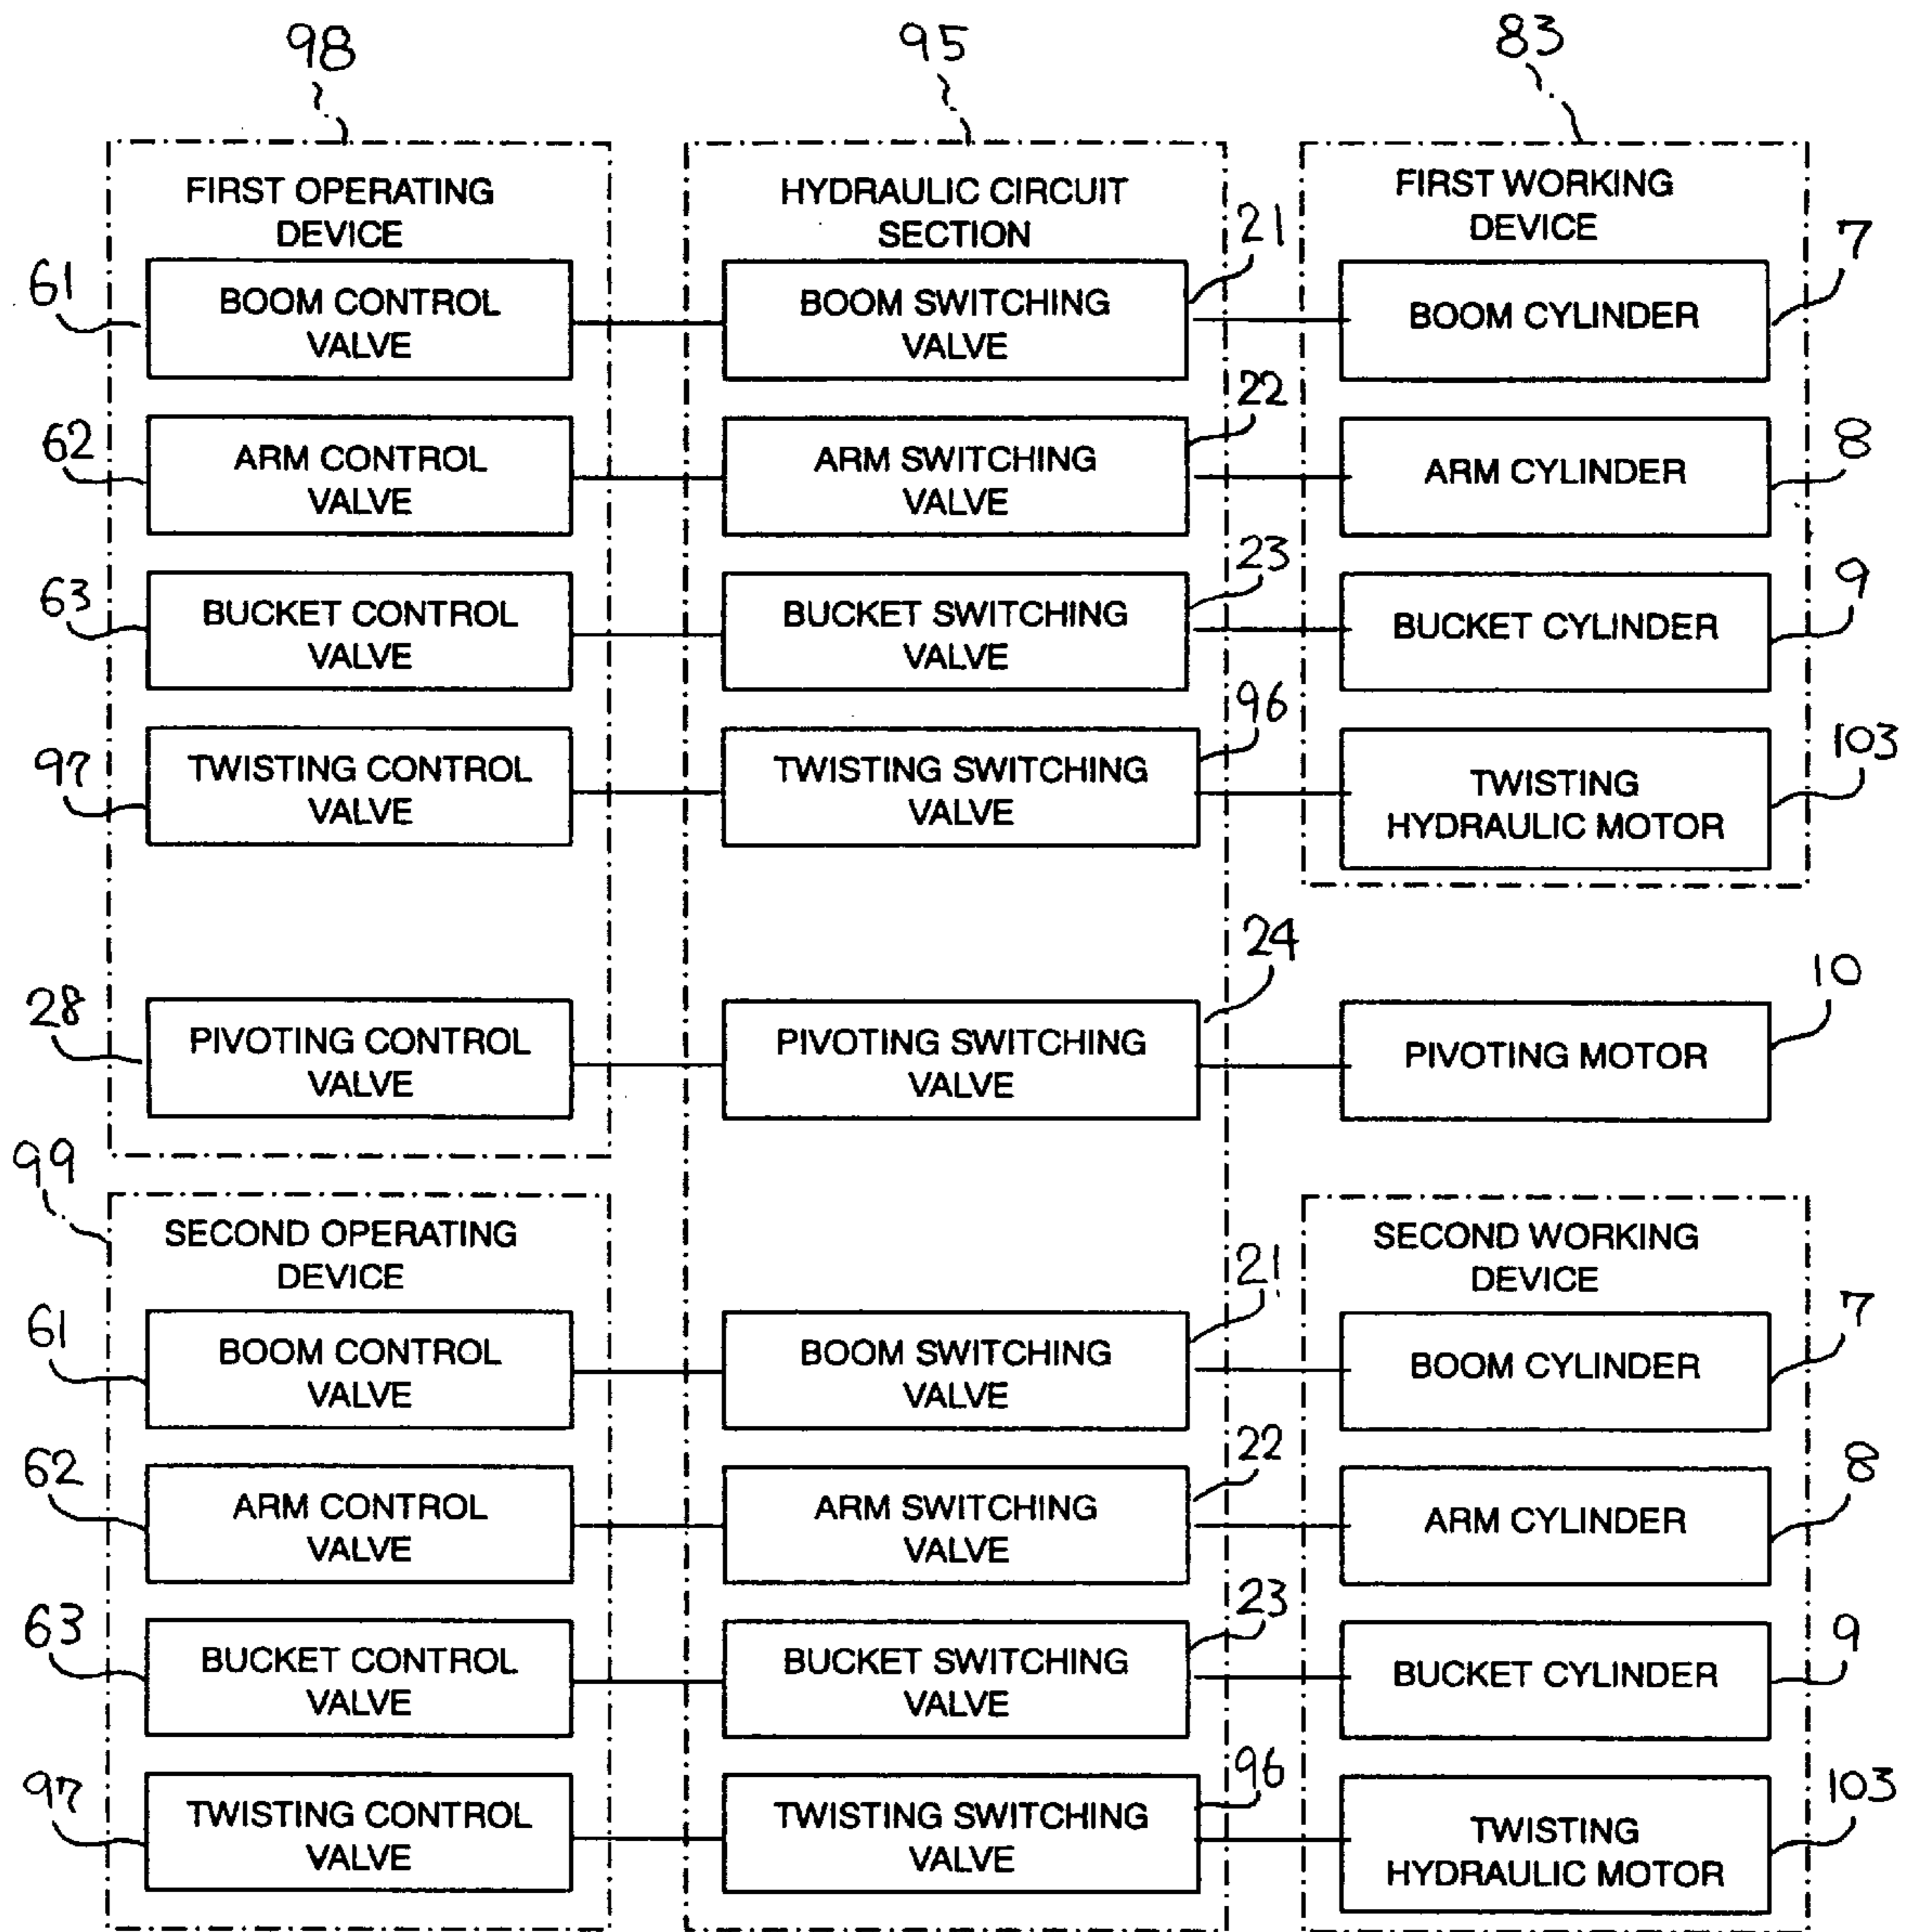 98
95
83
FIRST OPERATING
DEVICE
HYDRAULIC CIRCUIT
SECTION
FIRST WORKING
DEVICE
61
BOOM CONTROL
VALVE
21
BOOM SWITCHING
VALVE
7
BOOM CYLINDER
62
ARM CONTROL
VALVE
22
ARM SWITCHING
VALVE
8
ARM CYLINDER
63
BUCKET CONTROL
VALVE
23
BUCKET SWITCHING
VALVE
9
BUCKET CYLINDER
97
TWISTING CONTROL
VALVE
96
TWISTING SWITCHING
VALVE
103
TWISTING
HYDRAULIC MOTOR
28
PIVOTING CONTROL
VALVE
24
PIVOTING SWITCHING
VALVE
10
PIVOTING MOTOR
99
SECOND OPERATING
DEVICE
SECOND WORKING
DEVICE
61
BOOM CONTROL
VALVE
21
BOOM SWITCHING
VALVE
7
BOOM CYLINDER
62
ARM CONTROL
VALVE
22
ARM SWITCHING
VALVE
8
ARM CYLINDER
63
BUCKET CONTROL
VALVE
23
BUCKET SWITCHING
VALVE
9
BUCKET CYLINDER
97
TWISTING CONTROL
VALVE
96
TWISTING SWITCHING
VALVE
103
TWISTING
HYDRAULIC MOTOR